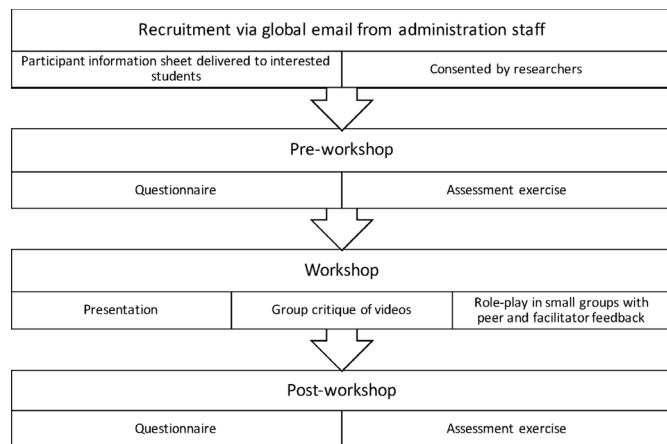 Recruitment via global email from administration staff
Participant information sheet delivered to interested
students
Consented by researchers
Pre-workshop
Questionnaire
Assessment exercise
Workshop
Presentation
Group critique of videos
Role-play in small groups with
peer and facilitator feedback
Post-workshop
Questionnaire
Assessment exercise